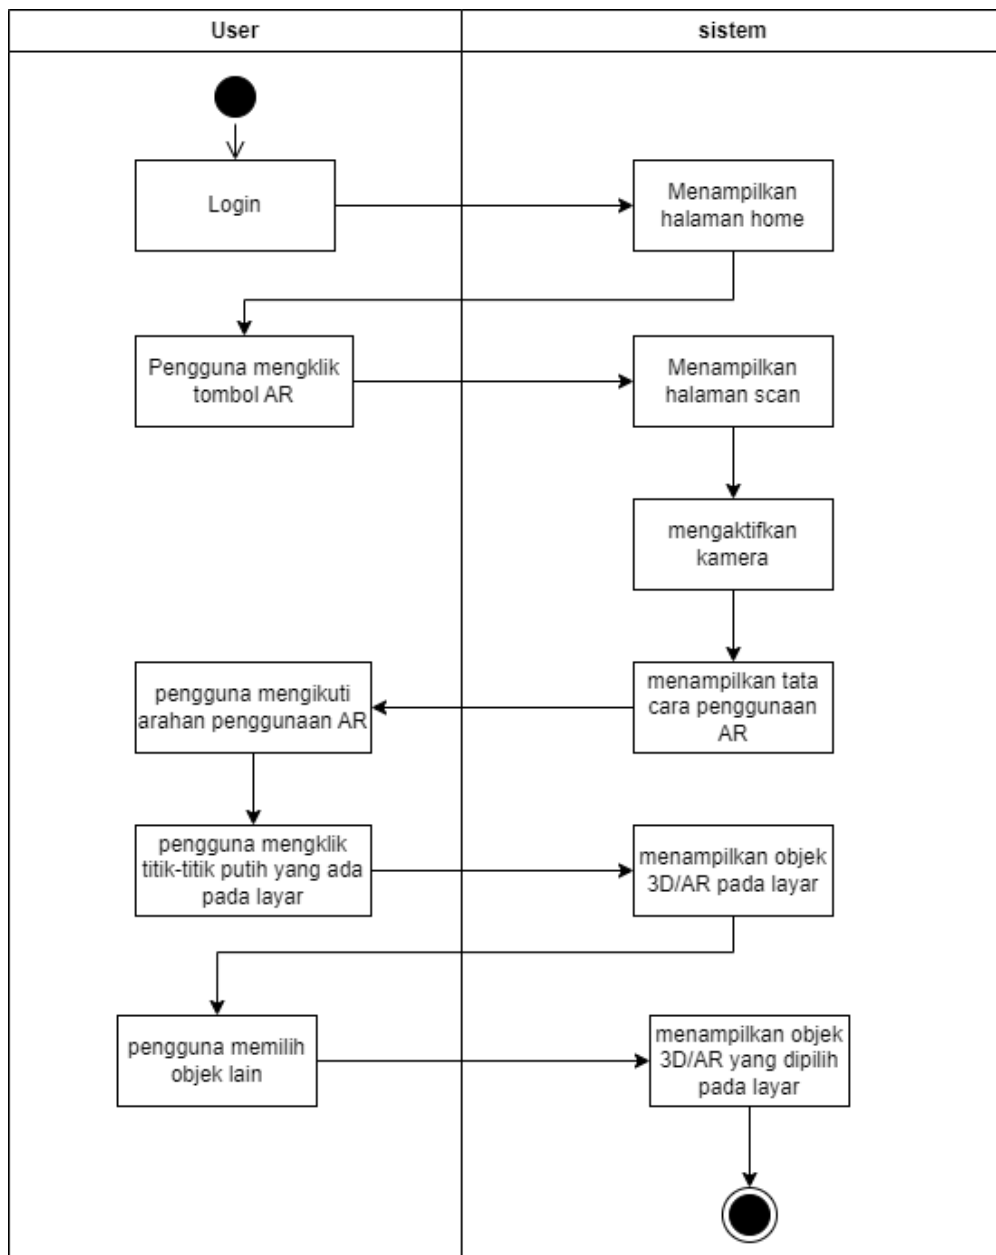 User
sistem
Login
Menampilkan
halaman home
Pengguna mengklik
tombol AR
Menampilkan
halaman scan
mengaktifkan
kamera
pengguna mengikuti
arahan penggunaan AR
menampilkan tata
cara penggunaan
AR
pengguna mengklik
titik-titik putih yang ada
pada layar
menampilkan objek
3D/AR pada layar
pengguna memilih
objek lain
menampilkan objek
3D/AR yang dipilih
pada layar